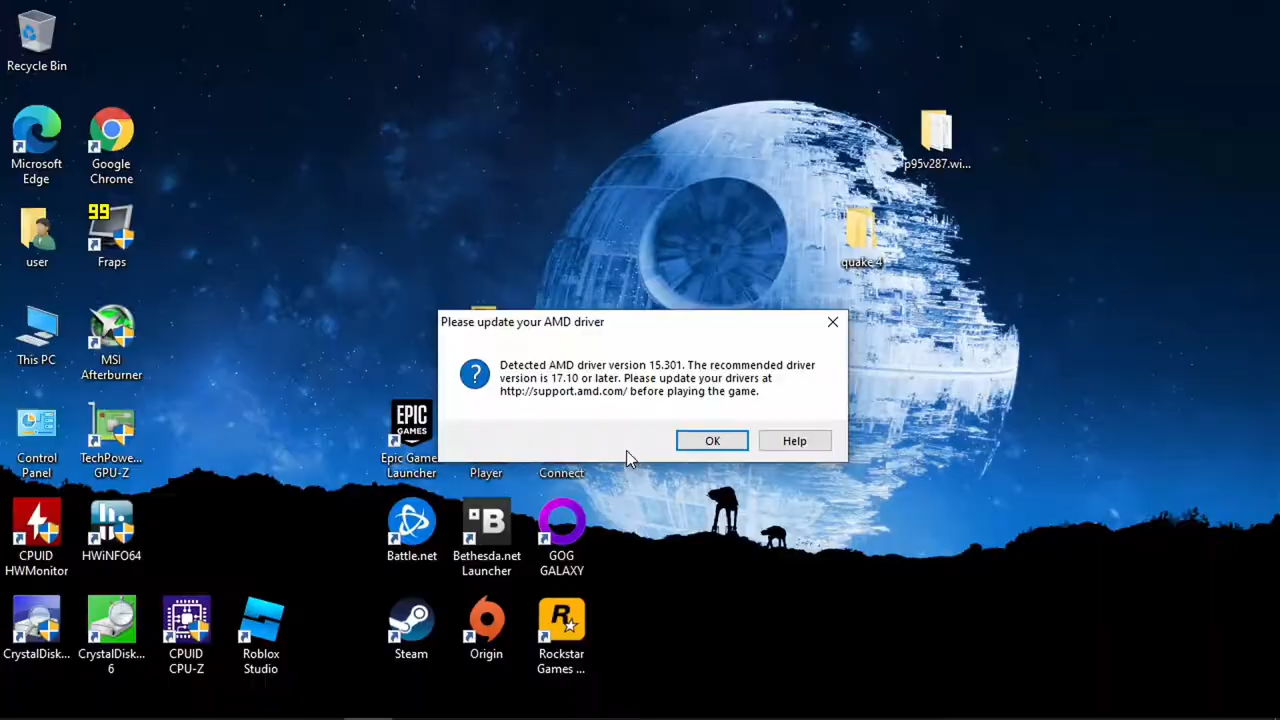 Recycle Bin
p95v287.wi...
Microsoft
Edge
Google
Chrome
99
quake 4
user
Fraps
Please update your AMD driver
This PC
MSI
Afterburner
?
Detected AMD driver version 15.301. The recommended driver
version is 17.10 or later. Please update your drivers at
http://support.amd.com/ before playing the game.
OK
Help
EPIC
GAMES
Control
Panel
TechPowe...
GPU-Z
Epic Game
Launcher
Player
Connect
B
CPUID
HWMonitor
HWiNFO64
Battle.net
Bethesda.net
Launcher
GOG
GALAXY
R
CrystalDisk...
CrystalDisk...
6
CPUID
CPU-Z
Roblox
Studio
Steam
Origin
Rockstar
Games ...